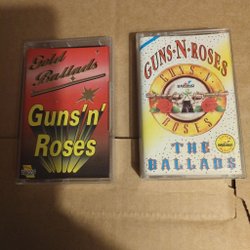 Gold
Ballads
Guns'n'
Roses
GUNS-N-ROSES
GUNS N'
ROSES
THE
BALLADS